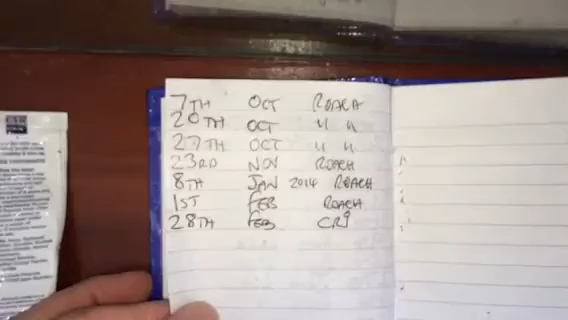 7TH OCT ROACH
20TH OCT " "
27TH OCT " "
23RD NOV ROACH
8TH JAN 2014 ROACH
1ST FEB ROACH
28TH FEB